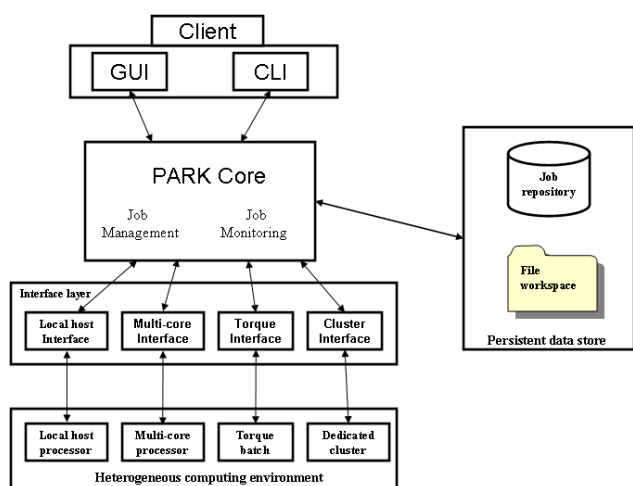 Client
GUI
CLI
PARK Core
Job
Management
Job
Monitoring
Job
repository
File
workspace
Persistent data store
Interface layer
Local host
Interface
Multi-core
Interface
Torque
Interface
Cluster
Interface
Local host
processor
Multi-core
processor
Torque
batch
Dedicated
cluster
Heterogeneous computing environment